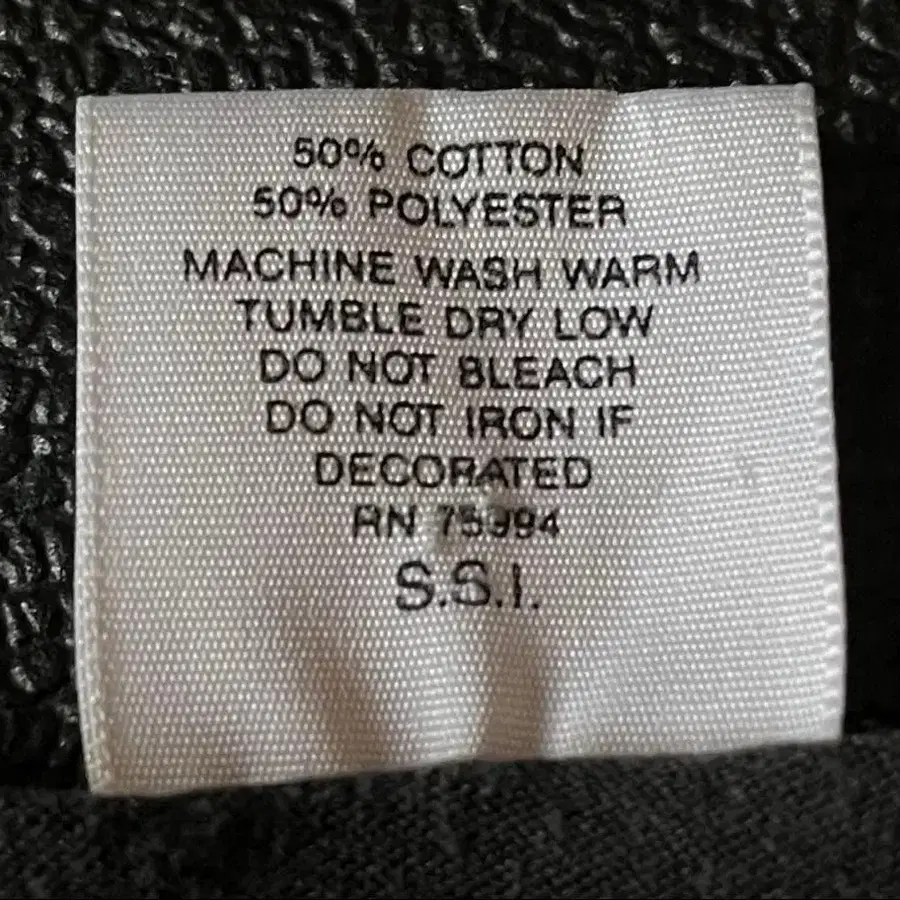 50% COTTON
50% POLYESTER
MACHINE WASH WARM
TUMBLE DRY LOW
DO NOT BLEACH
DO NOT IRON IF
DECORATED
RN 75994
S.S.I.